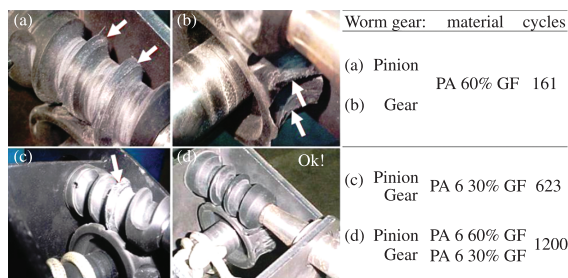 (a)
(b)
(c)
(d)
Ok!
Worm gear: material cycles
(a) Pinion
PA 60% GF 161
(b) Gear
(c) Pinion
Gear
PA 6 30% GF 623
(d) Pinion PA 6 60% GF
Gear PA 6 30% GF
1200